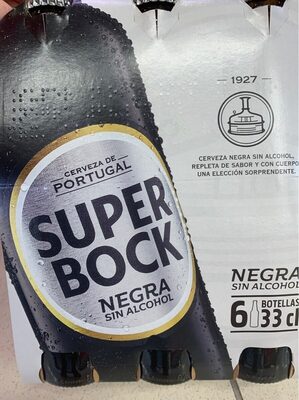 CERVEZA DE
PORTUGAL
SUPER
BOCK
NEGRA
SIN ALCOHOL
1927
CERVEZA NEGRA SIN ALCOHOL,
REPLETA DE SABOR Y CON CUERPO
UNA ELECCIÓN SORPRENDENTE.
NEGRA
SIN ALCOHOL
6 BOTELLAS
33 cl